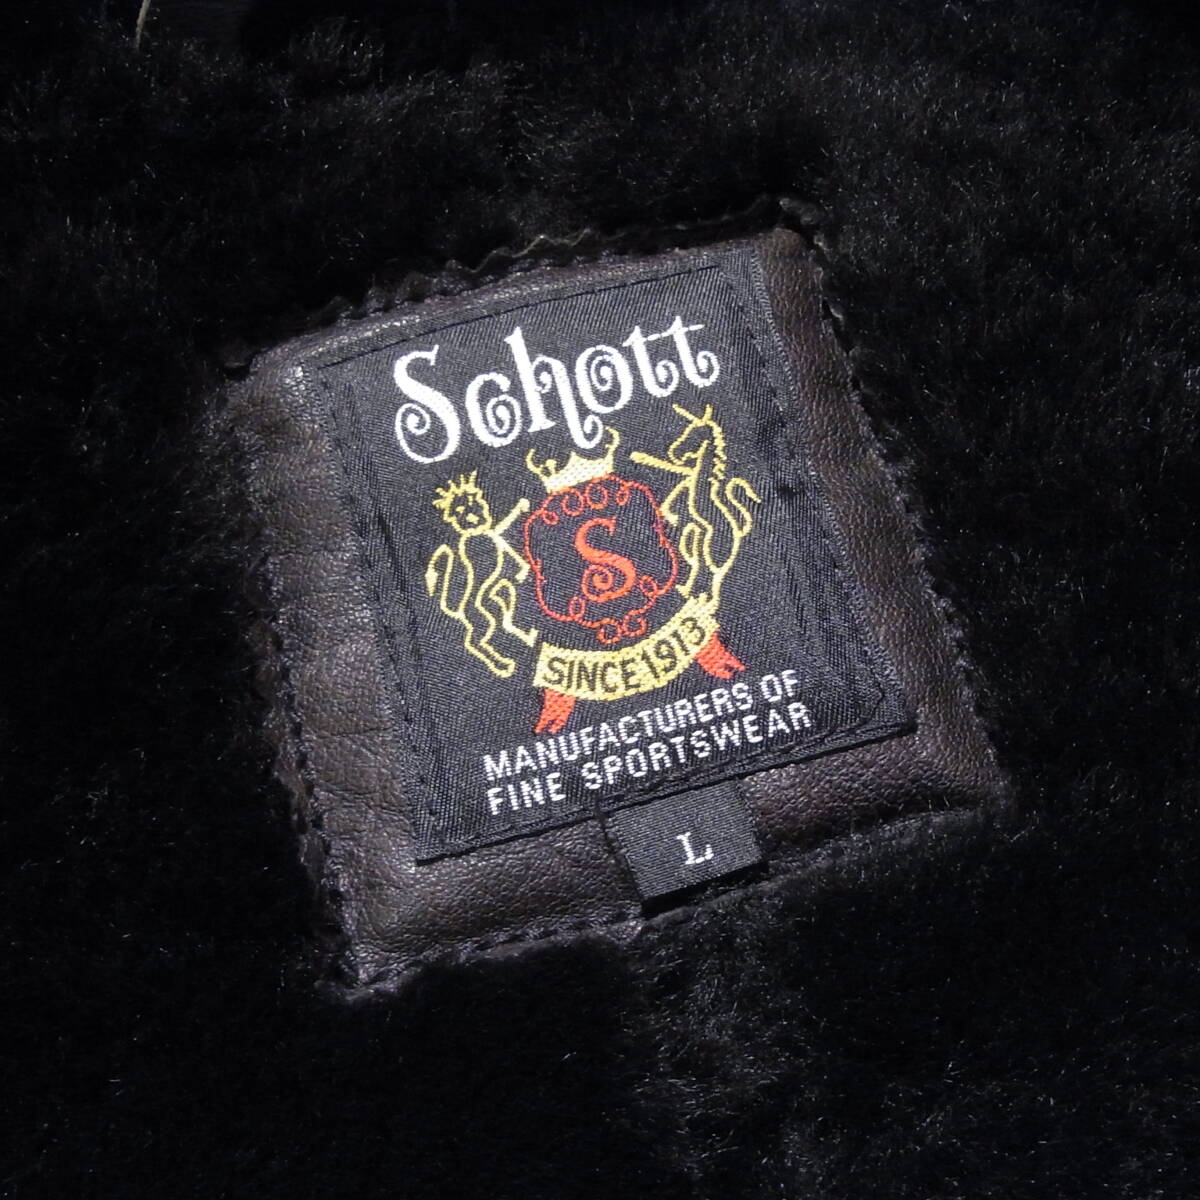 Schott
S
SINCE 1913
MANUFACTURERS OF
FINE SPORTSWEAR
L